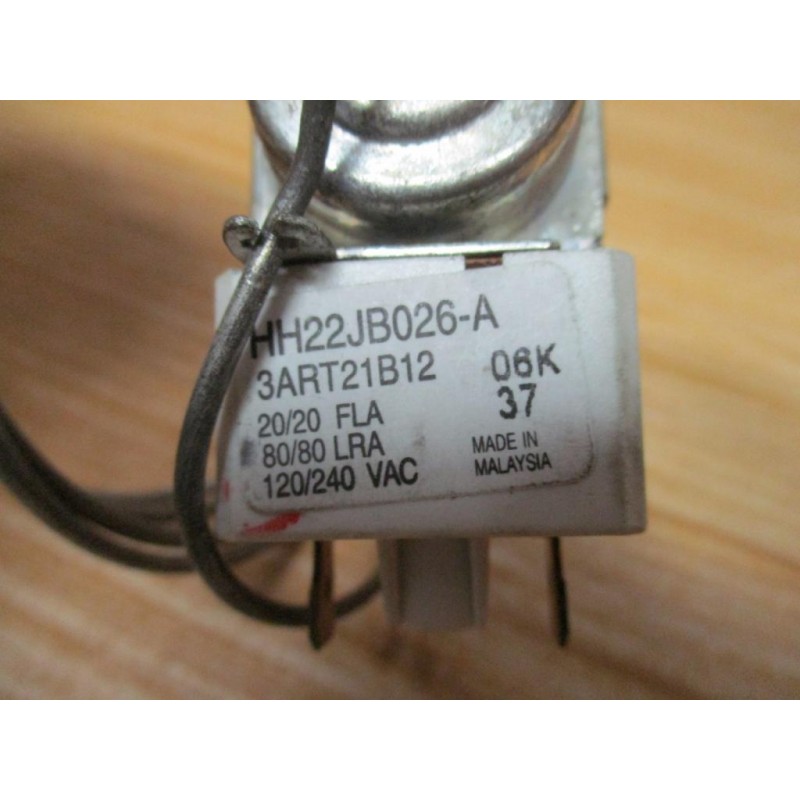 HH22JB026-A
3ART21B12 06K
20/20 FLA 37
80/80 LRA MADE IN
120/240 VAC MALAYSIA